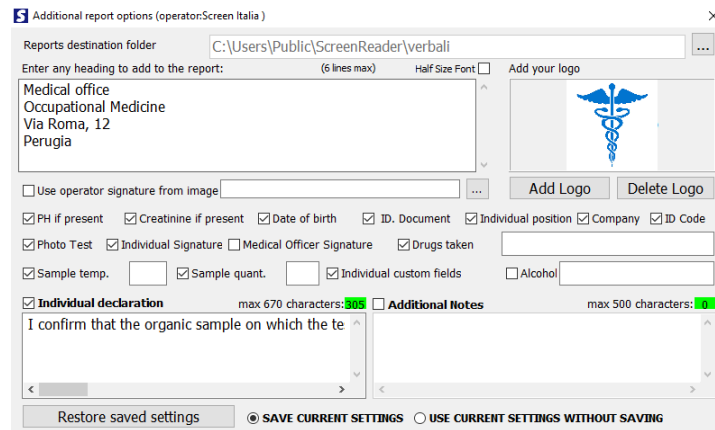 Additional report options (operator:Screen Italia )
Reports destination folder C:\Users\Public\ScreenReader\verbali ...
Enter any heading to add to the report: (6 lines max) Half Size Font Add your logo
Medical office
Occupational Medicine
Via Roma, 12
Perugia
Use operator signature from image ... Add Logo Delete Logo
PH if present Creatinine if present Date of birth ID. Document Individual position Company ID Code
Photo Test Individual Signature Medical Officer Signature Drugs taken
Sample temp. Sample quant. Individual custom fields Alcohol
Individual declaration max 670 characters: 305 Additional Notes max 500 characters: 0
I confirm that the organic sample on which the te
Restore saved settings SAVE CURRENT SETTINGS USE CURRENT SETTINGS WITHOUT SAVING